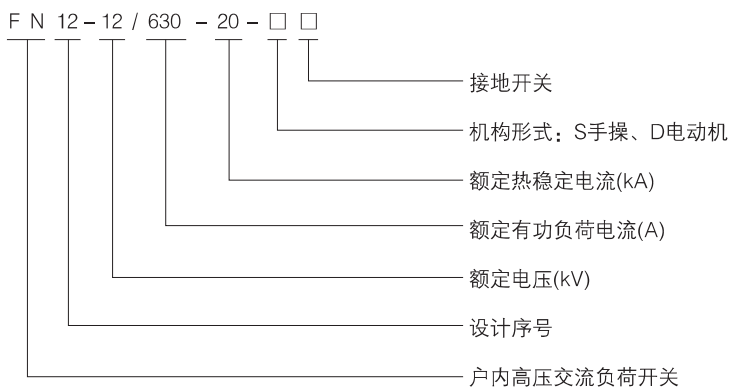 FN12-12/630-20-□□
接地开关
机构形式：S手操、D电动机
额定热稳定电流(kA)
额定有功负荷电流(A)
额定电压(kV)
设计序号
户内高压交流负荷开关